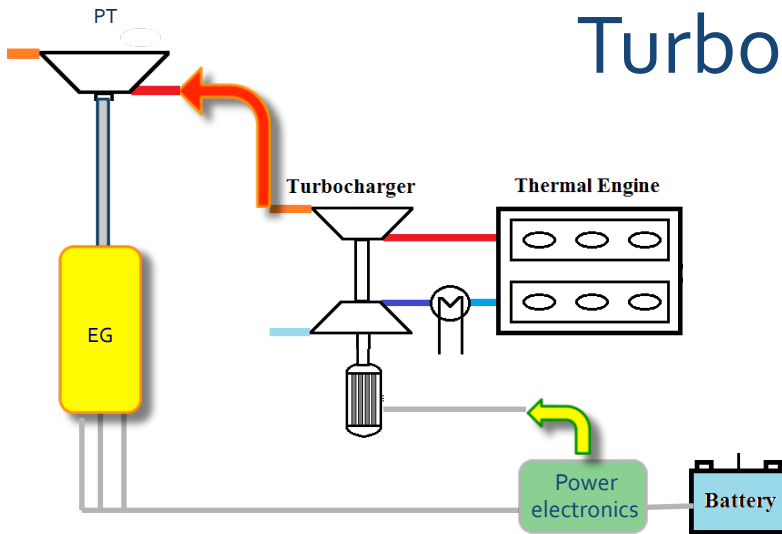 PT
Turbo
Turbocharger
Thermal Engine
EG
Power
electronics
Battery